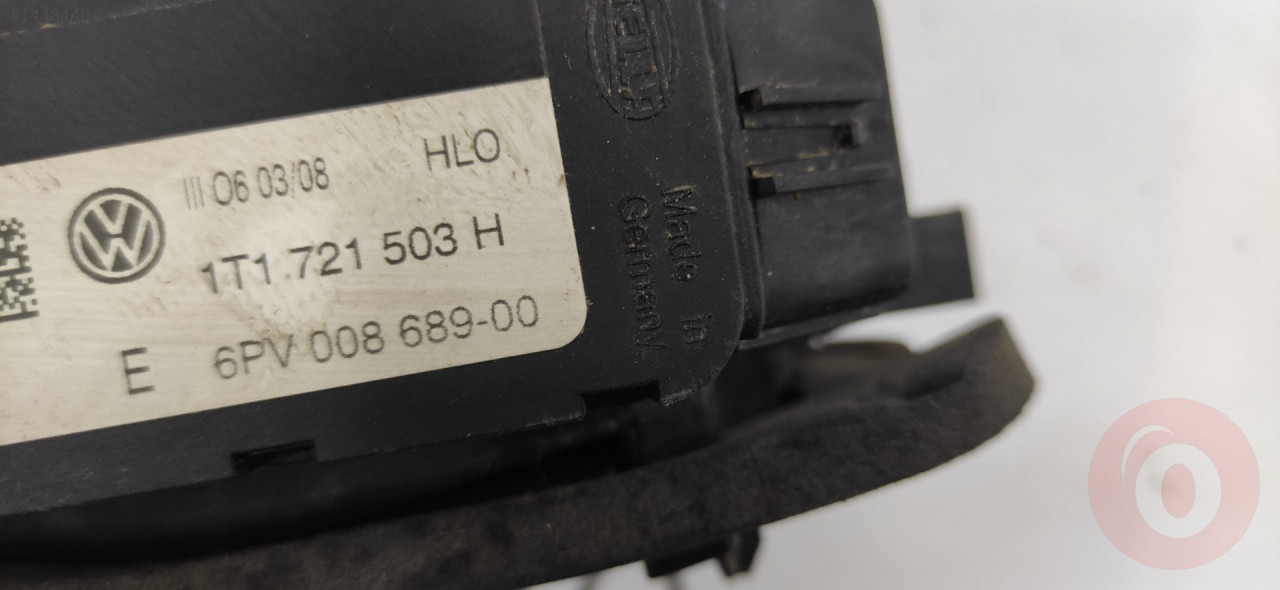 III 06 03/08
HLO
1T1 721 503 H
E 6PV 008 689-00
HELLA
Made in
Germany